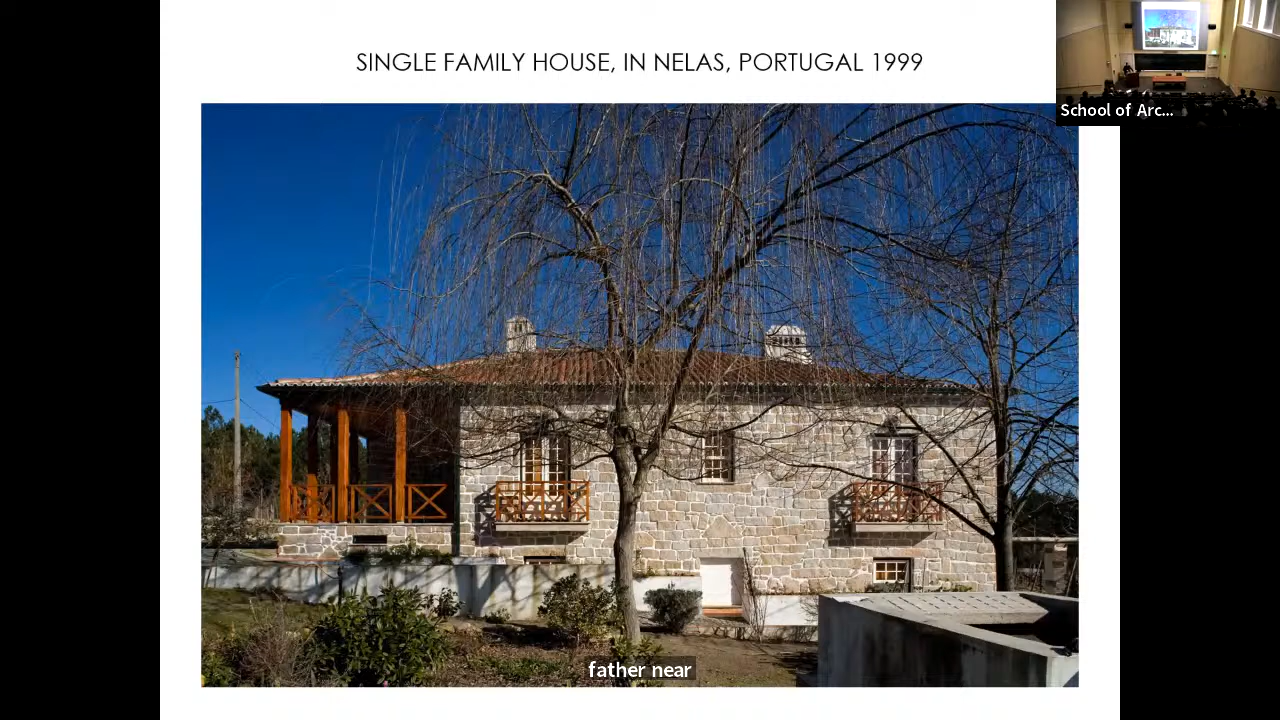 SINGLE FAMILY HOUSE, IN NELAS, PORTUGAL 1999
School of Arc...
father near